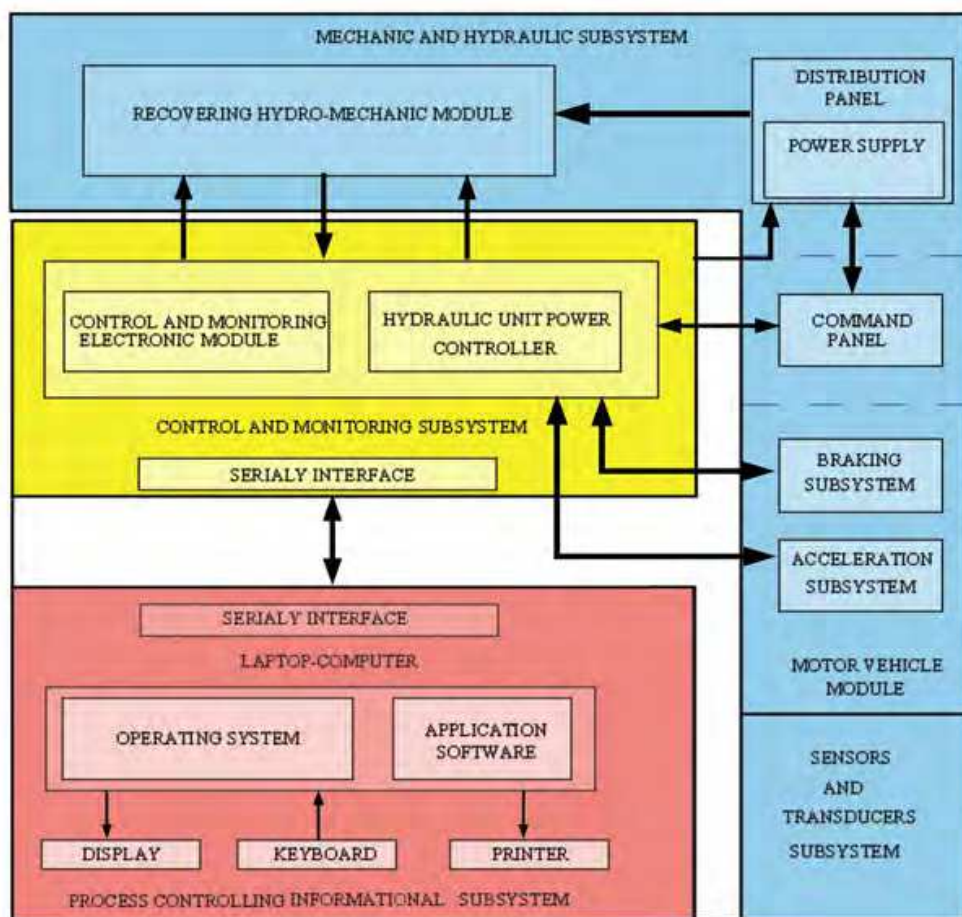 MECHANIC AND HYDRAULIC SUBSYSTEM
RECOVERING HYDRO-MECHANIC MODULE
DISTRIBUTION
PANEL
POWER SUPPLY
CONTROL AND MONITORING
ELECTRONIC MODULE
HYDRAULIC UNIT POWER
CONTROLLER
COMMAND
PANEL
CONTROL AND MONITORING SUBSYSTEM
SERIALY INTERFACE
BRAKING
SUBSYSTEM
ACCELERATION
SUBSYSTEM
MOTOR VEHICLE
MODULE
SERIALY INTERFACE
LAPTOP-COMPUTER
OPERATING SYSTEM
APPLICATION
SOFTWARE
DISPLAY
KEYBOARD
PRINTER
PROCESS CONTROLLING INFORMATIONAL SUBSYSTEM
SENSORS
AND
TRANSDUCERS
SUBSYSTEM